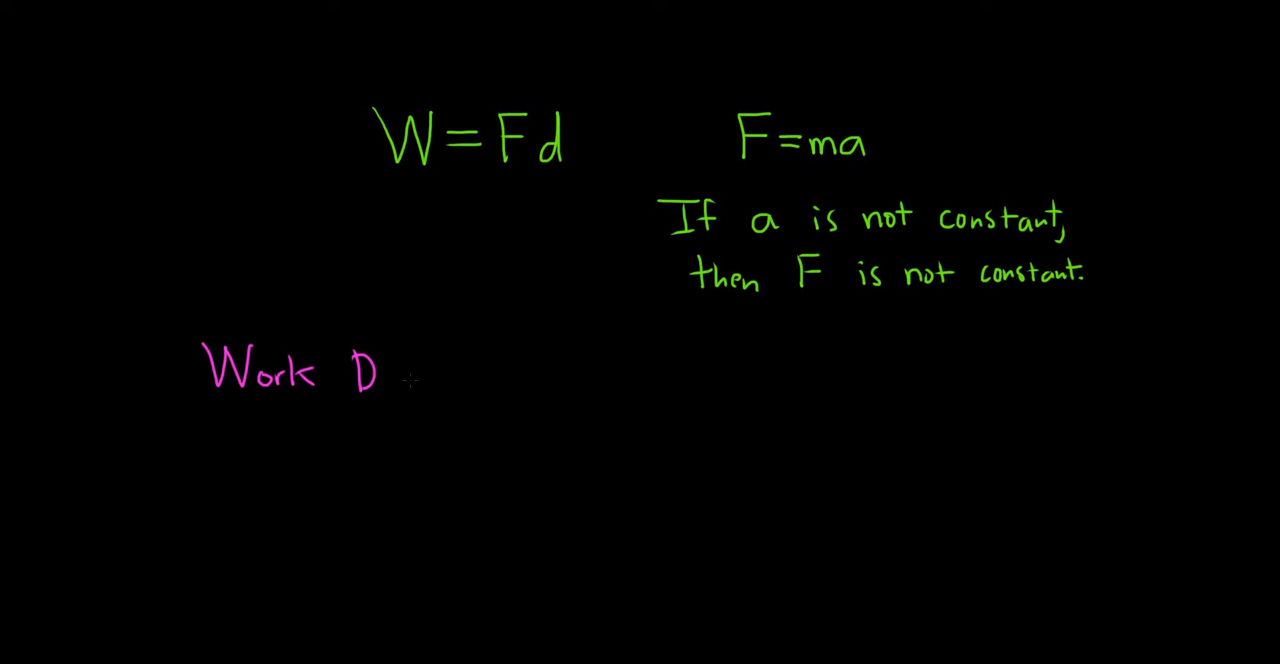 W = Fd
F = ma
If a is not constant,
then F is not constant.
Work D